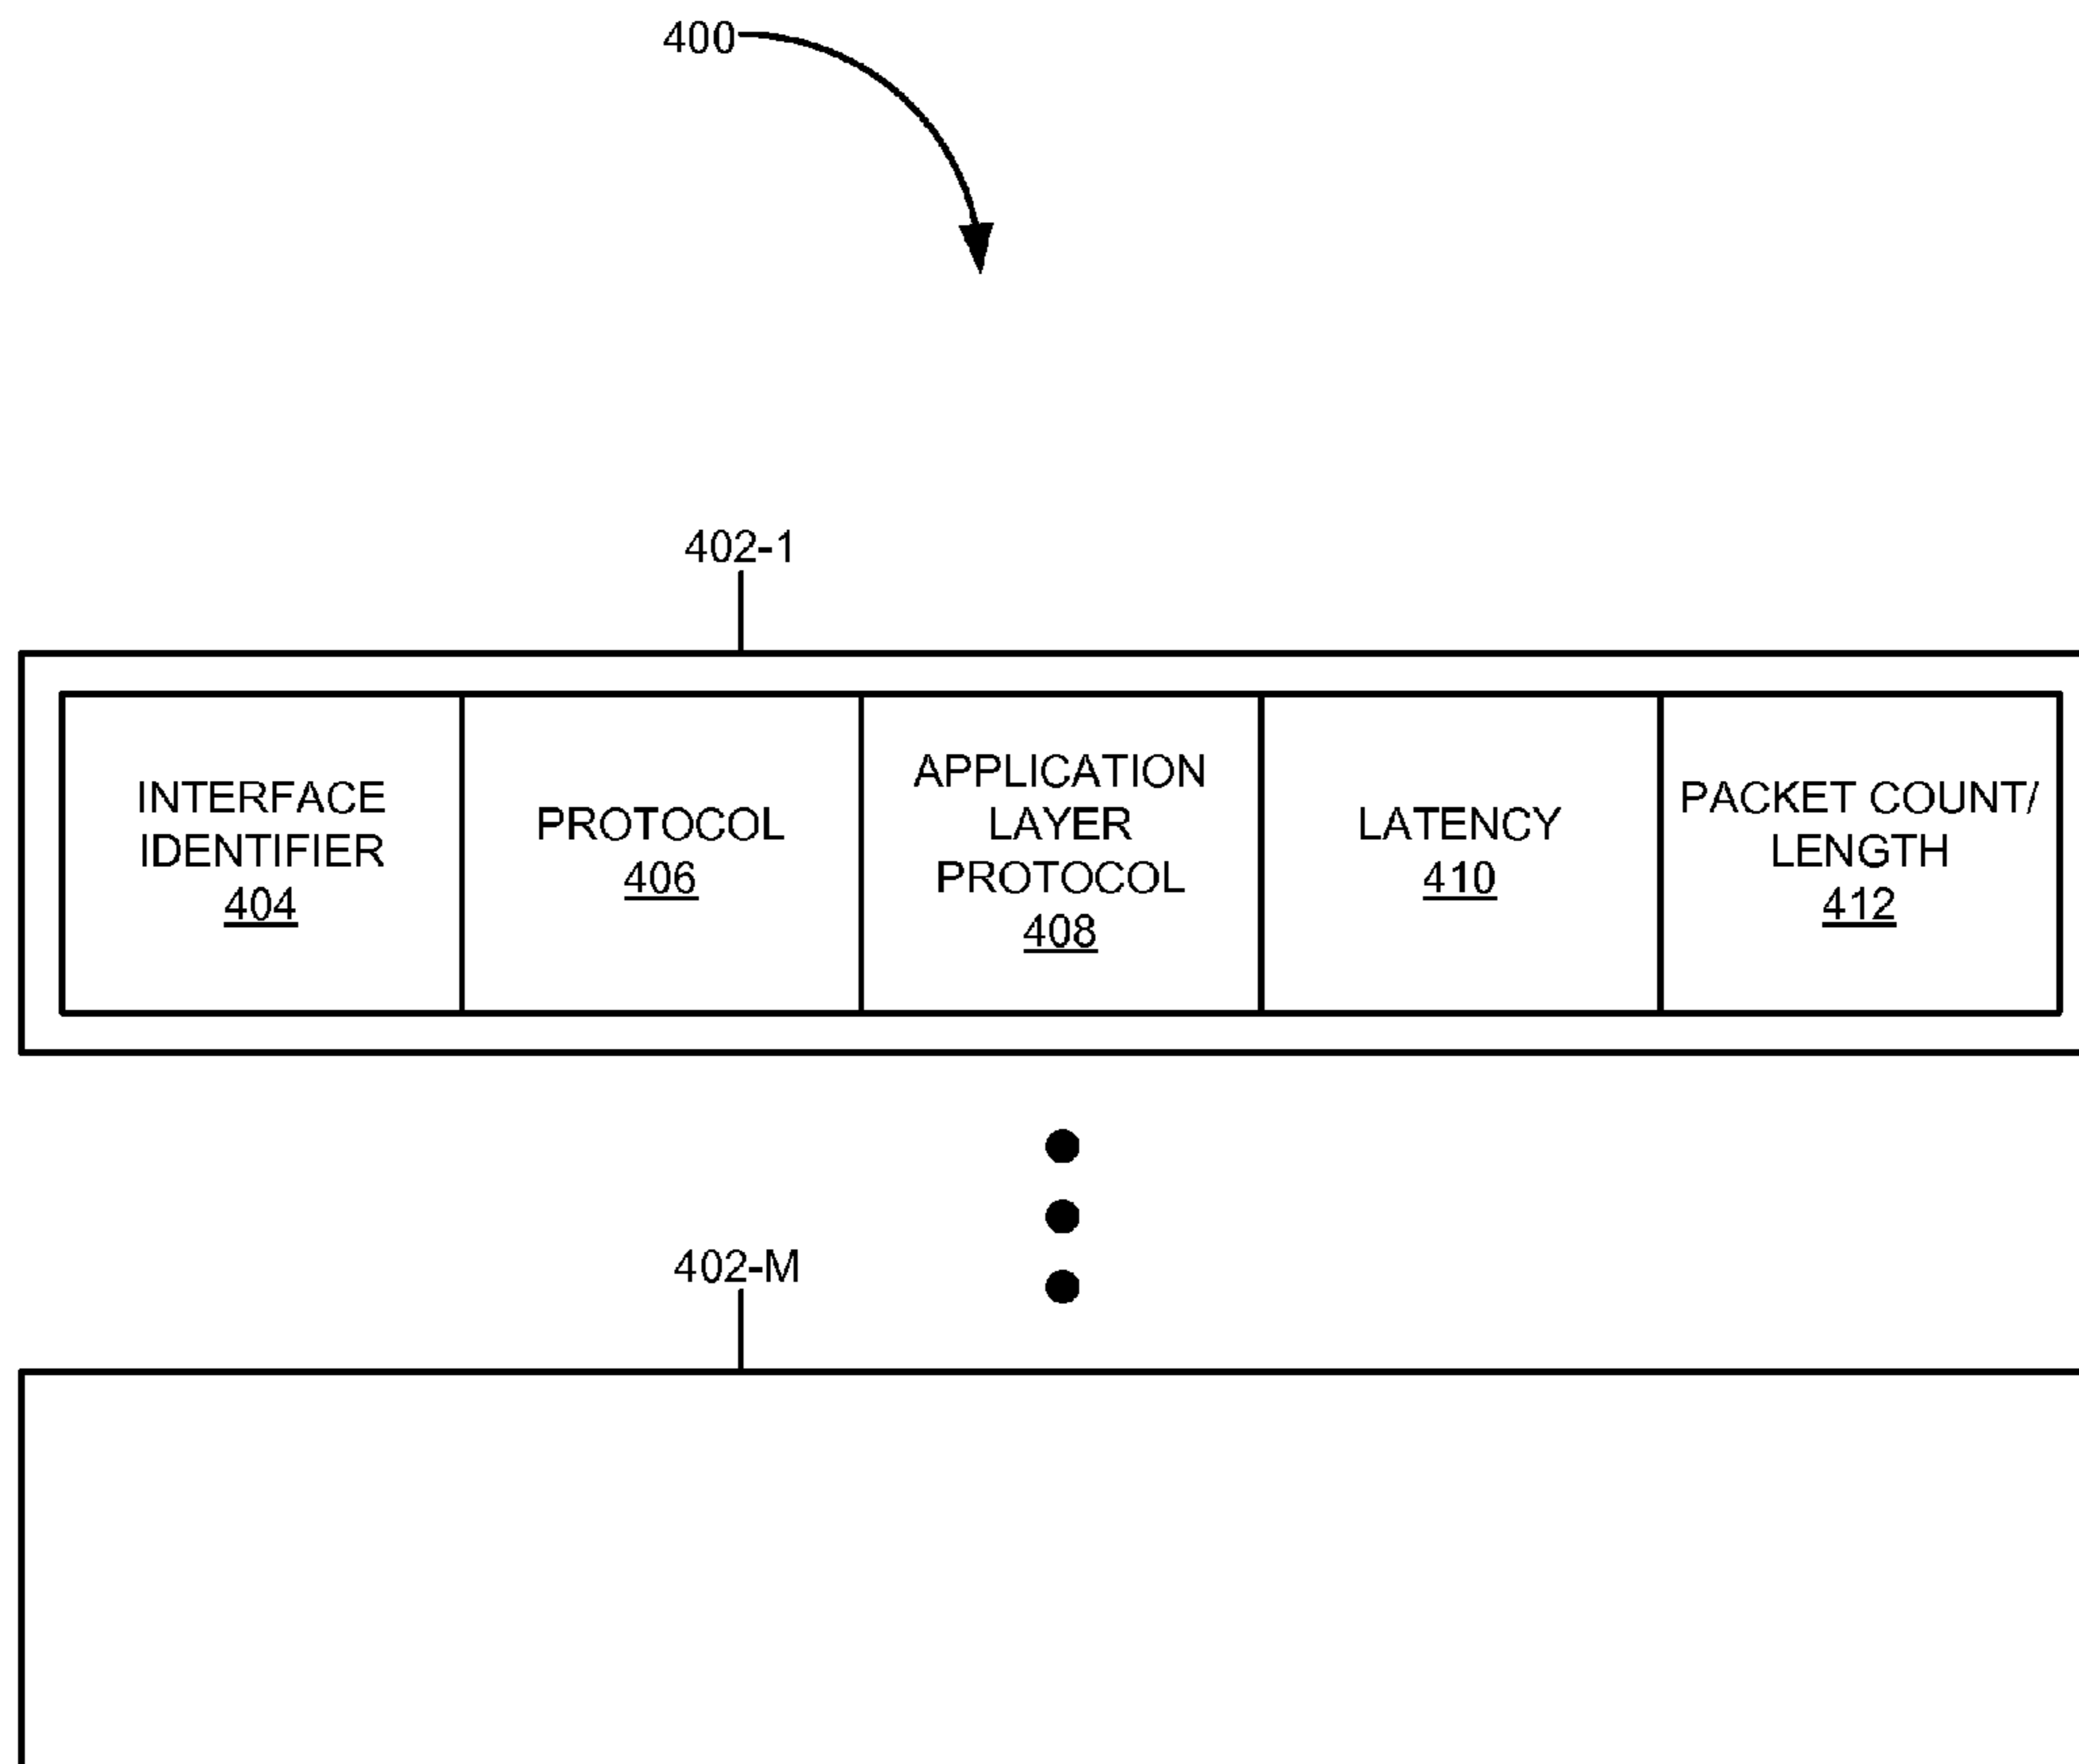 400
402-1
INTERFACE
IDENTIFIER
404
PROTOCOL
406
APPLICATION
LAYER
PROTOCOL
408
LATENCY
410
PACKET COUNT/
LENGTH
412
402-M